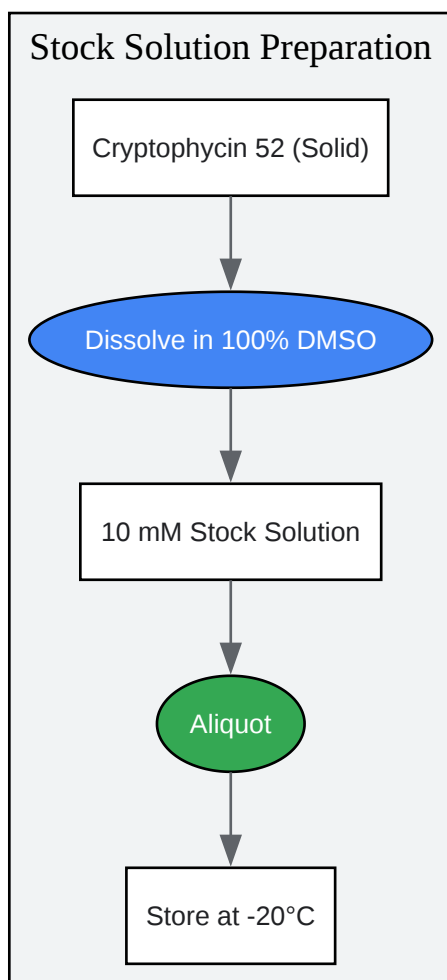 Stock Solution Preparation
Cryptophycin 52 (Solid)
Dissolve in 100% DMSO
10 mM Stock Solution
Aliquot
Store at -20°C